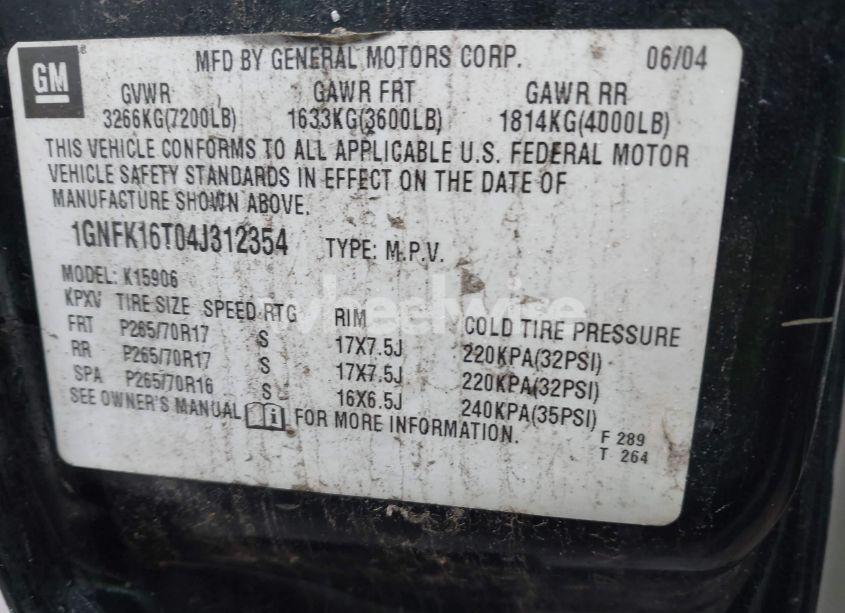 GM
MFD BY GENERAL MOTORS CORP. 06/04
GVWR GAWR FRT GAWR RR
3266KG(7200LB) 1633KG(3600LB) 1814KG(4000LB)
THIS VEHICLE CONFORMS TO ALL APPLICABLE U.S. FEDERAL MOTOR
VEHICLE SAFETY STANDARDS IN EFFECT ON THE DATE OF
MANUFACTURE SHOWN ABOVE.
1GNFK16T04J312354 TYPE: M.P.V.
MODEL: K15906
KPXV TIRE SIZE SPEED RTG RIM COLD TIRE PRESSURE
FRT P265/70R17 S 17X7.5J 220KPA(32PSI)
RR P265/70R17 S 17X7.5J 220KPA(32PSI)
SPA P265/70R16 S 16X6.5J 240KPA(35PSI)
SEE OWNER'S MANUAL FOR MORE INFORMATION.
F 289
T 264
wheelwise